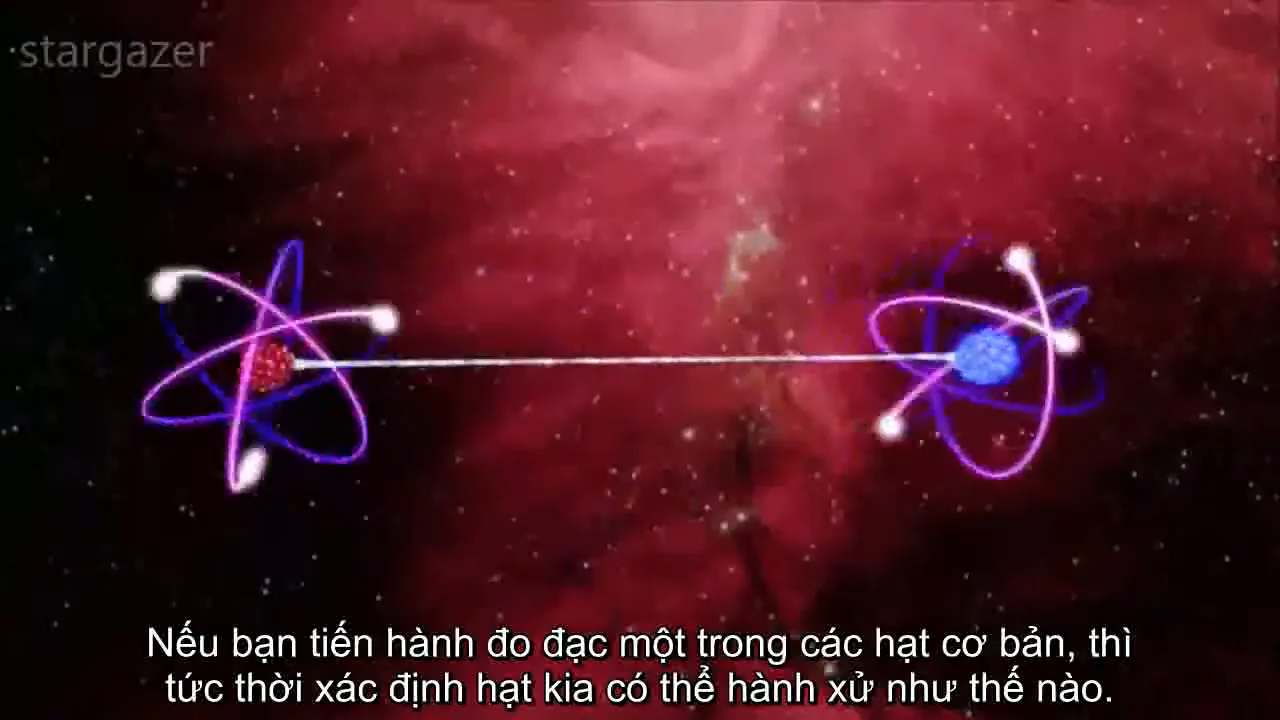 ·stargazer
Nếu bạn tiến hành đo đạc một trong các hạt cơ bản, thì
tức thời xác định hạt kia có thể hành xử như thế nào.